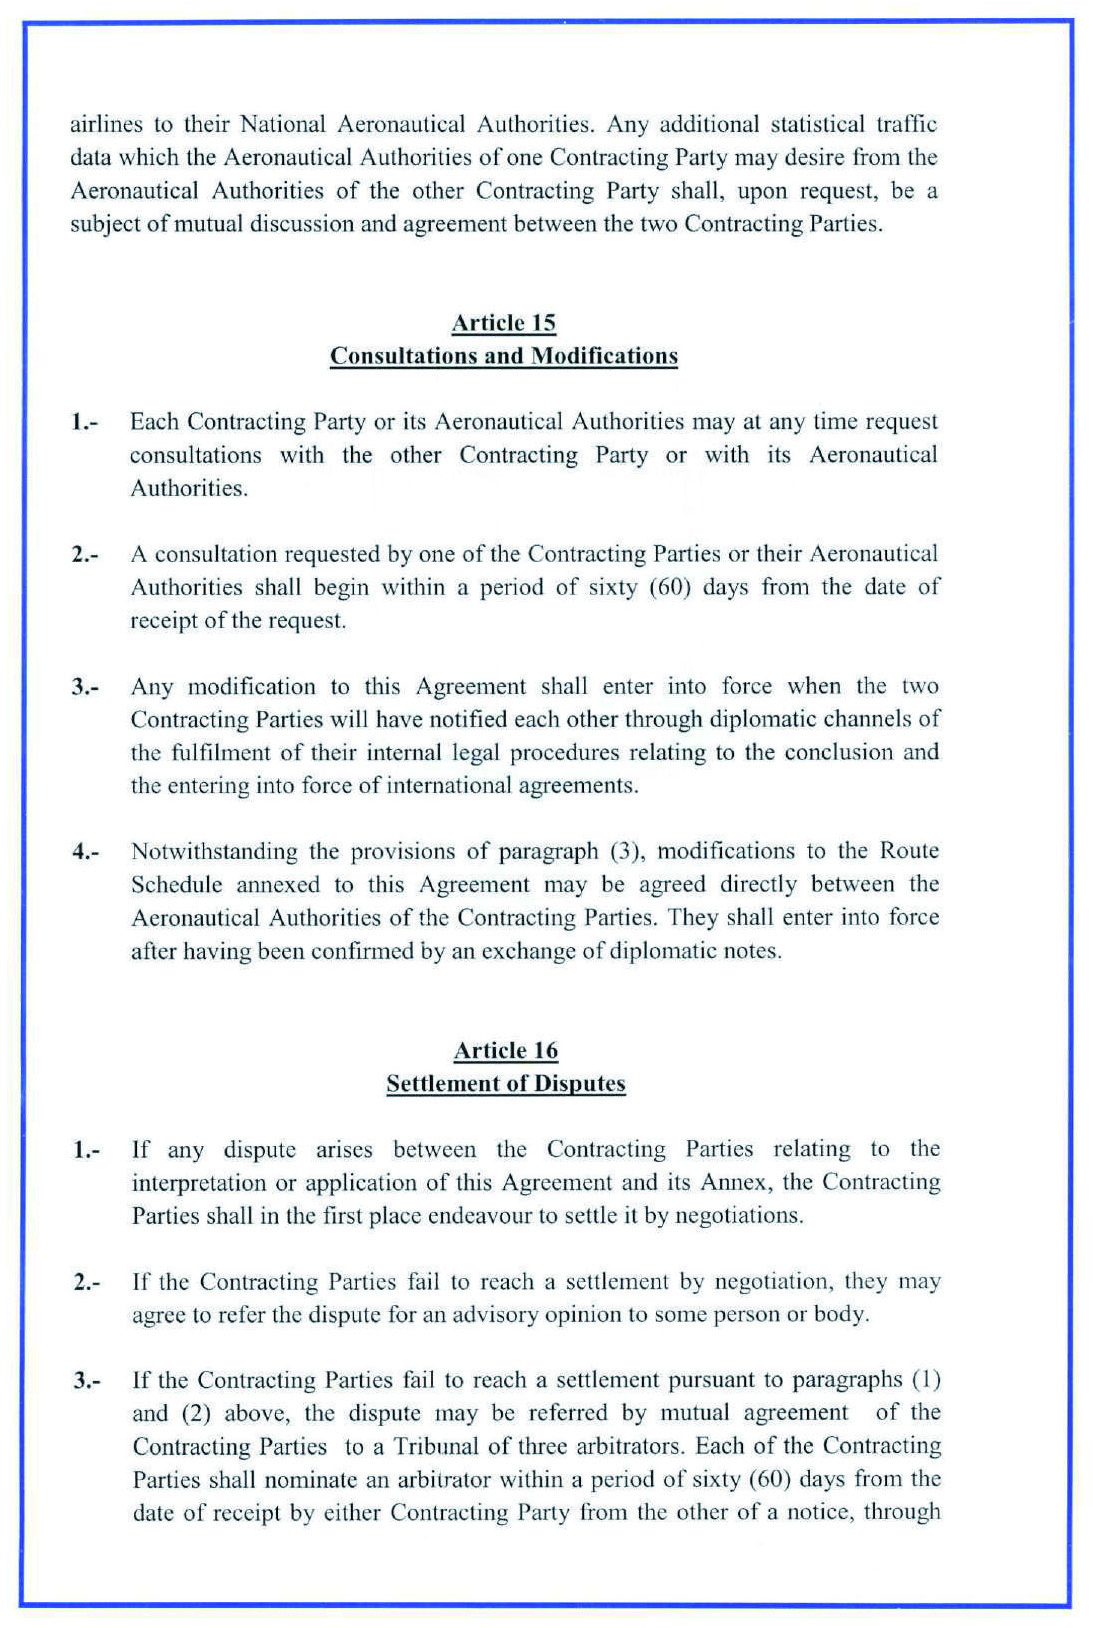 airlines to their National Aeronautical Authorities. Any additional statistical traffic
data which the Aeronautical Authorities of one Contracting Party may desire from the
Aeronautical Authorities of the other Contracting Party shall, upon request, be a
subject of mutual discussion and agreement between the two Contracting Parties.
Article 15
Consultations and Modifications
1.- Each Contracting Party or its Aeronautical Authorities may at any time request
consultations with the other Contracting Party or with its Aeronautical
Authorities.
2.- A consultation requested by one of the Contracting Parties or their Aeronautical
Authorities shall begin within a period of sixty (60) days from the date of
receipt of the request.
3.- Any modification to this Agreement shall enter into force when the two
Contracting Parties will have notified each other through diplomatic channels of
the fulfilment of their internal legal procedures relating to the conclusion and
the entering into force of international agreements.
4.- Notwithstanding the provisions of paragraph (3), modifications to the Route
Schedule annexed to this Agreement may be agreed directly between the
Aeronautical Authorities of the Contracting Parties. They shall enter into force
after having been confirmed by an exchange of diplomatic notes.
Article 16
Settlement of Disputes
1.- If any dispute arises between the Contracting Parties relating to the
interpretation or application of this Agreement and its Annex, the Contracting
Parties shall in the first place endeavour to settle it by negotiations.
2.- If the Contracting Parties fail to reach a settlement by negotiation, they may
agree to refer the dispute for an advisory opinion to some person or body.
3.- If the Contracting Parties fail to reach a settlement pursuant to paragraphs (1)
and (2) above, the dispute may be referred by mutual agreement of the
Contracting Parties to a Tribunal of three arbitrators. Each of the Contracting
Parties shall nominate an arbitrator within a period of sixty (60) days from the
date of receipt by either Contracting Party from the other of a notice, through